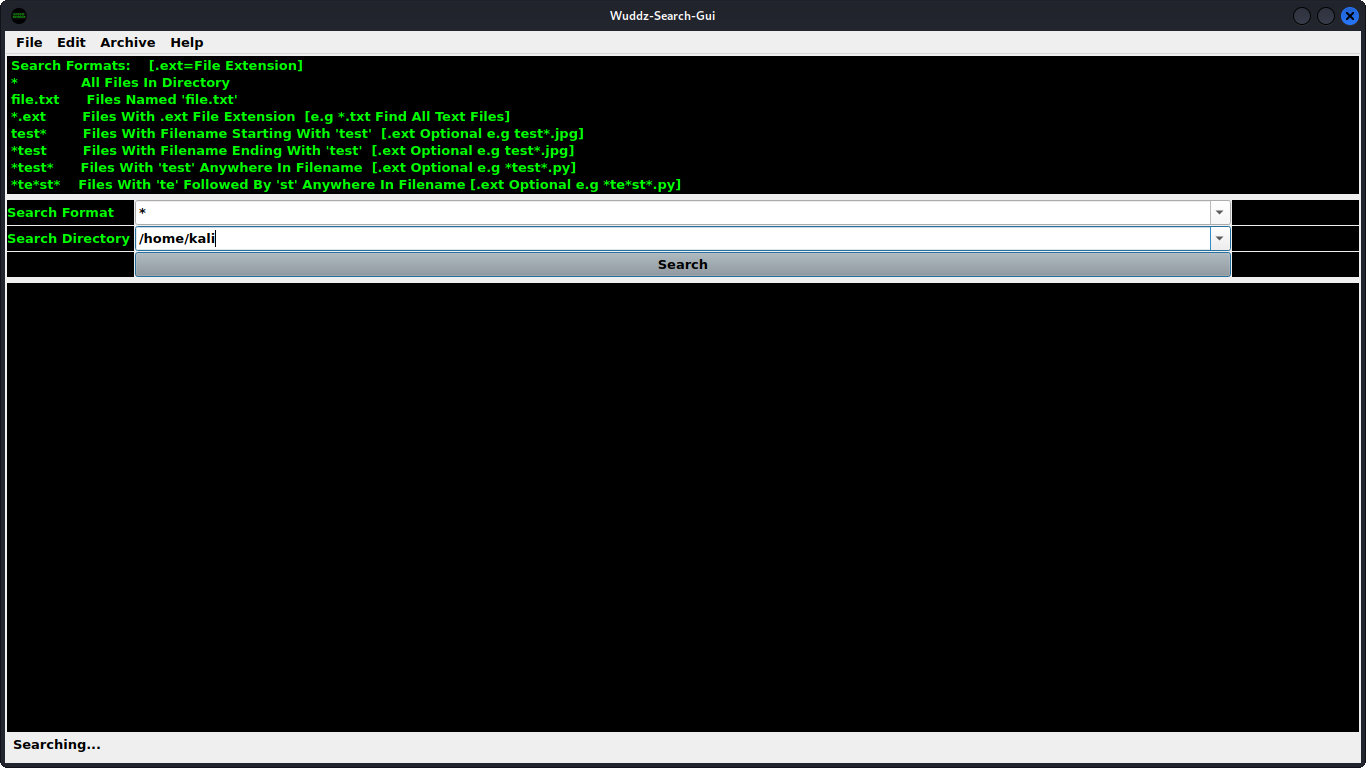 Wuddz-Search-Gui
File Edit Archive Help
Search Formats: [.ext=File Extension]
* All Files In Directory
file.txt Files Named 'file.txt'
*.ext Files With .ext File Extension [e.g *.txt Find All Text Files]
test* Files With Filename Starting With 'test' [.ext Optional e.g test*.jpg]
*test Files With Filename Ending With 'test' [.ext Optional e.g test*.jpg]
*test* Files With 'test' Anywhere In Filename [.ext Optional e.g *test*.py]
*te*st* Files With 'te' Followed By 'st' Anywhere In Filename [.ext Optional e.g *te*st*.py]
Search Format *
Search Directory /home/kali
Search
Searching...